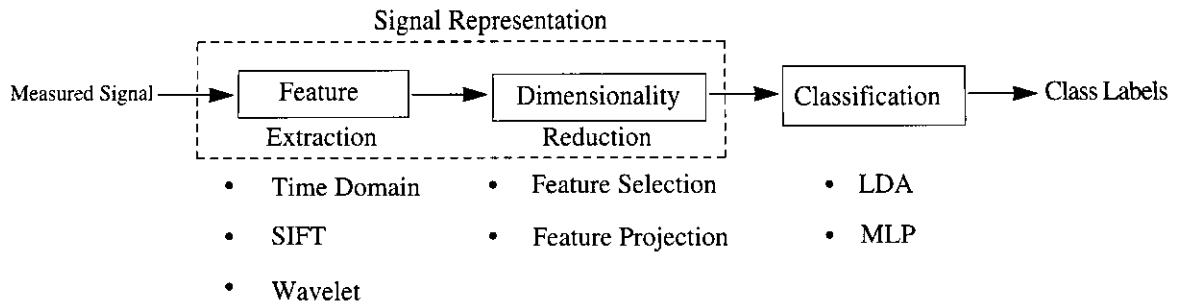 Signal Representation
Measured Signal
Feature
Extraction
Dimensionality
Reduction
Classification
Class Labels
• Time Domain
• SIFT
• Wavelet
• Feature Selection
• Feature Projection
• LDA
• MLP